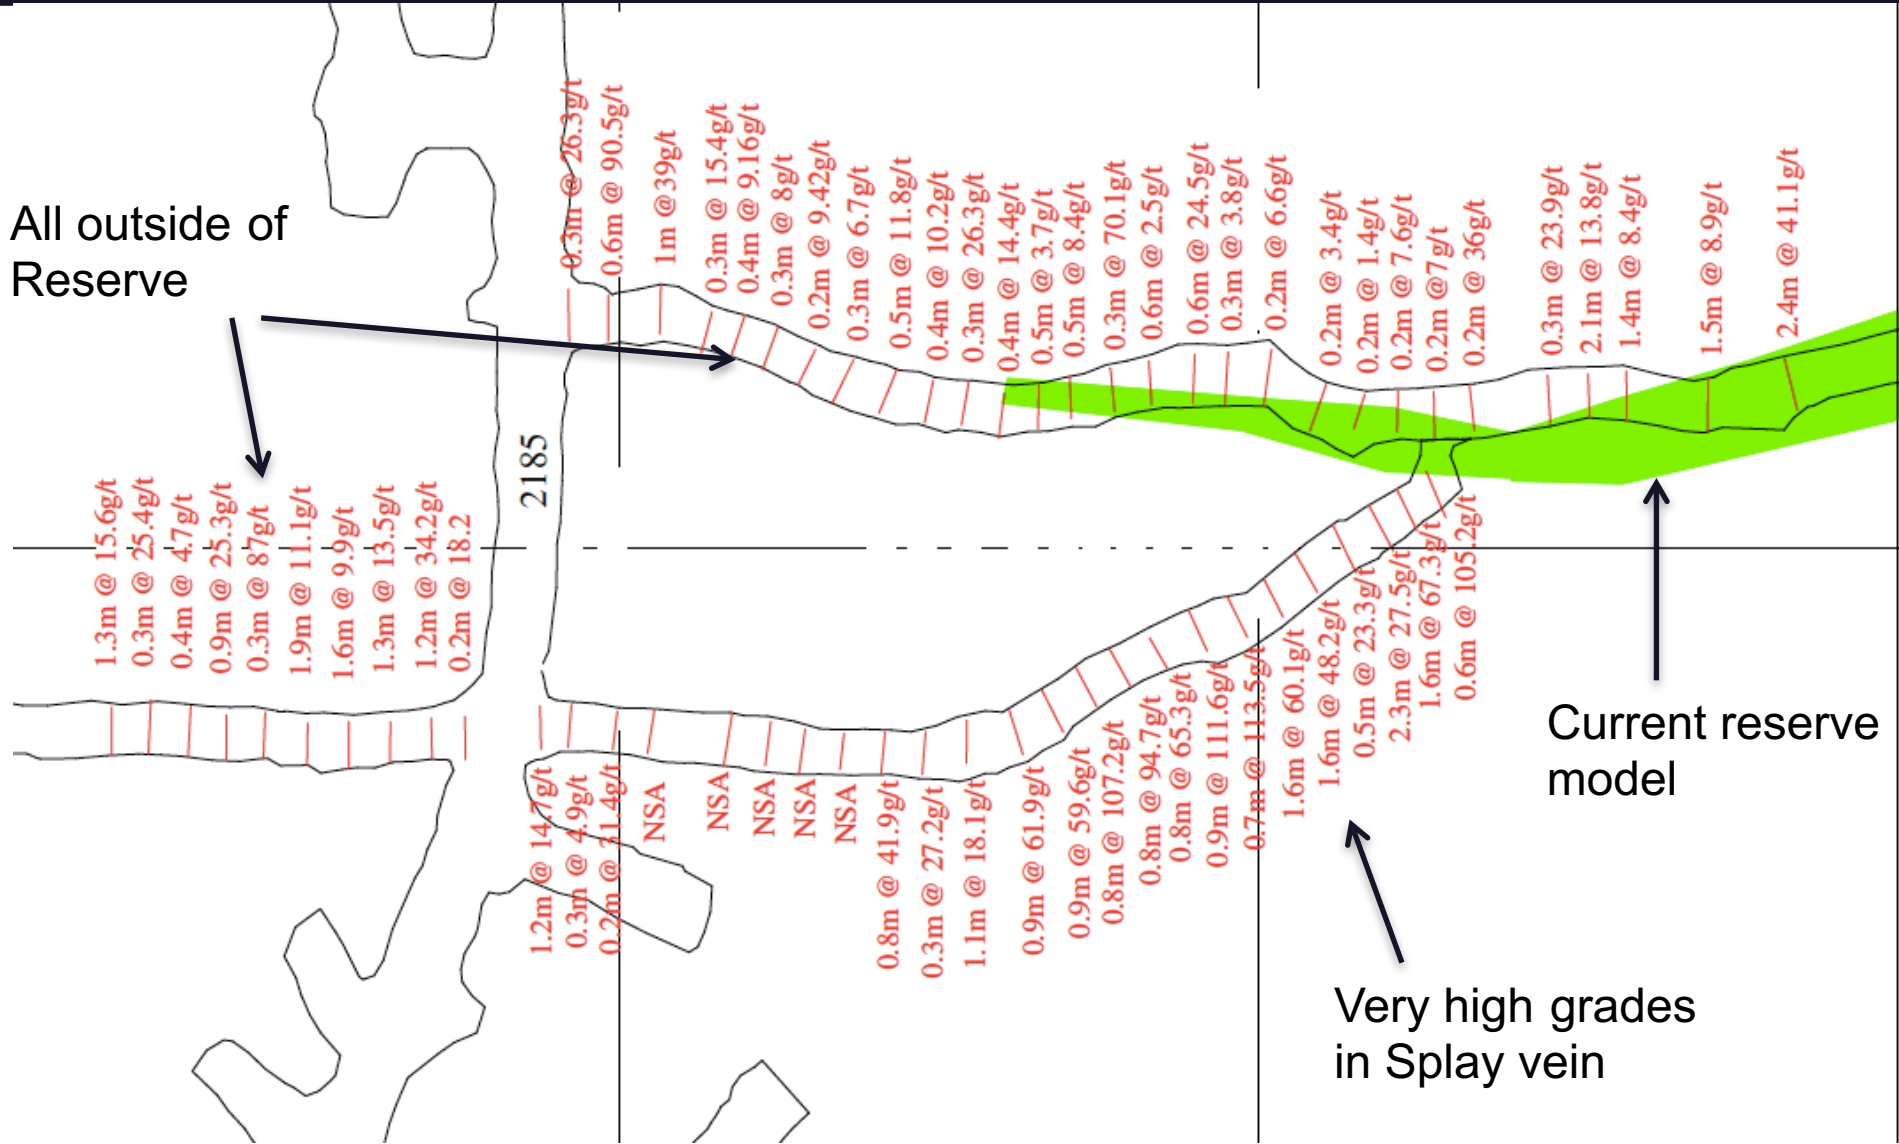 0.3m @ 26.3g/t
0.6m @ 90.5g/t
1m @39g/t
0.3m @ 15.4g/t
0.4m @ 9.16g/t
0.3m @ 8g/t
0.2m @ 9.42g/t
0.3m @ 6.7g/t
0.5m @ 11.8g/t
0.4m @ 10.2g/t
0.3m @ 26.3g/t
0.4m @ 14.4g/t
0.5m @ 3.7g/t
0.5m @ 8.4g/t
0.3m @ 70.1g/t
0.6m @ 2.5g/t
0.6m @ 24.5g/t
0.3m @ 3.8g/t
0.2m @ 6.6g/t
0.2m @ 3.4g/t
0.2m @ 1.4g/t
0.2m @ 7.6g/t
0.2m @7g/t
0.2m @ 36g/t
0.3m @ 23.9g/t
2.1m @ 13.8g/t
1.4m @ 8.4g/t
1.5m @ 8.9g/t
2.4m @ 41.1g/t
All outside of
Reserve
2185
1.3m @ 15.6g/t
0.3m @ 25.4g/t
0.4m @ 4.7g/t
0.9m @ 25.3g/t
0.3m @ 87g/t
1.9m @ 11.1g/t
1.6m @ 9.9g/t
1.3m @ 13.5g/t
1.2m @ 34.2g/t
0.2m @ 18.2
1.2m @ 14.7g/t
0.3m @ 4.9g/t
0.2m @ 31.4g/t
NSA
NSA
NSA
NSA
NSA
0.8m @ 41.9g/t
0.3m @ 27.2g/t
1.1m @ 18.1g/t
0.9m @ 61.9g/t
0.9m @ 59.6g/t
0.8m @ 107.2g/t
0.8m @ 94.7g/t
0.8m @ 65.3g/t
0.9m @ 111.6g/t
0.7m @ 113.5g/t
1.6m @ 60.1g/t
1.6m @ 48.2g/t
0.5m @ 23.3g/t
2.3m @ 27.5g/t
1.6m @ 67.3g/t
0.6m @ 105.2g/t
Current reserve
model
Very high grades
in Splay vein